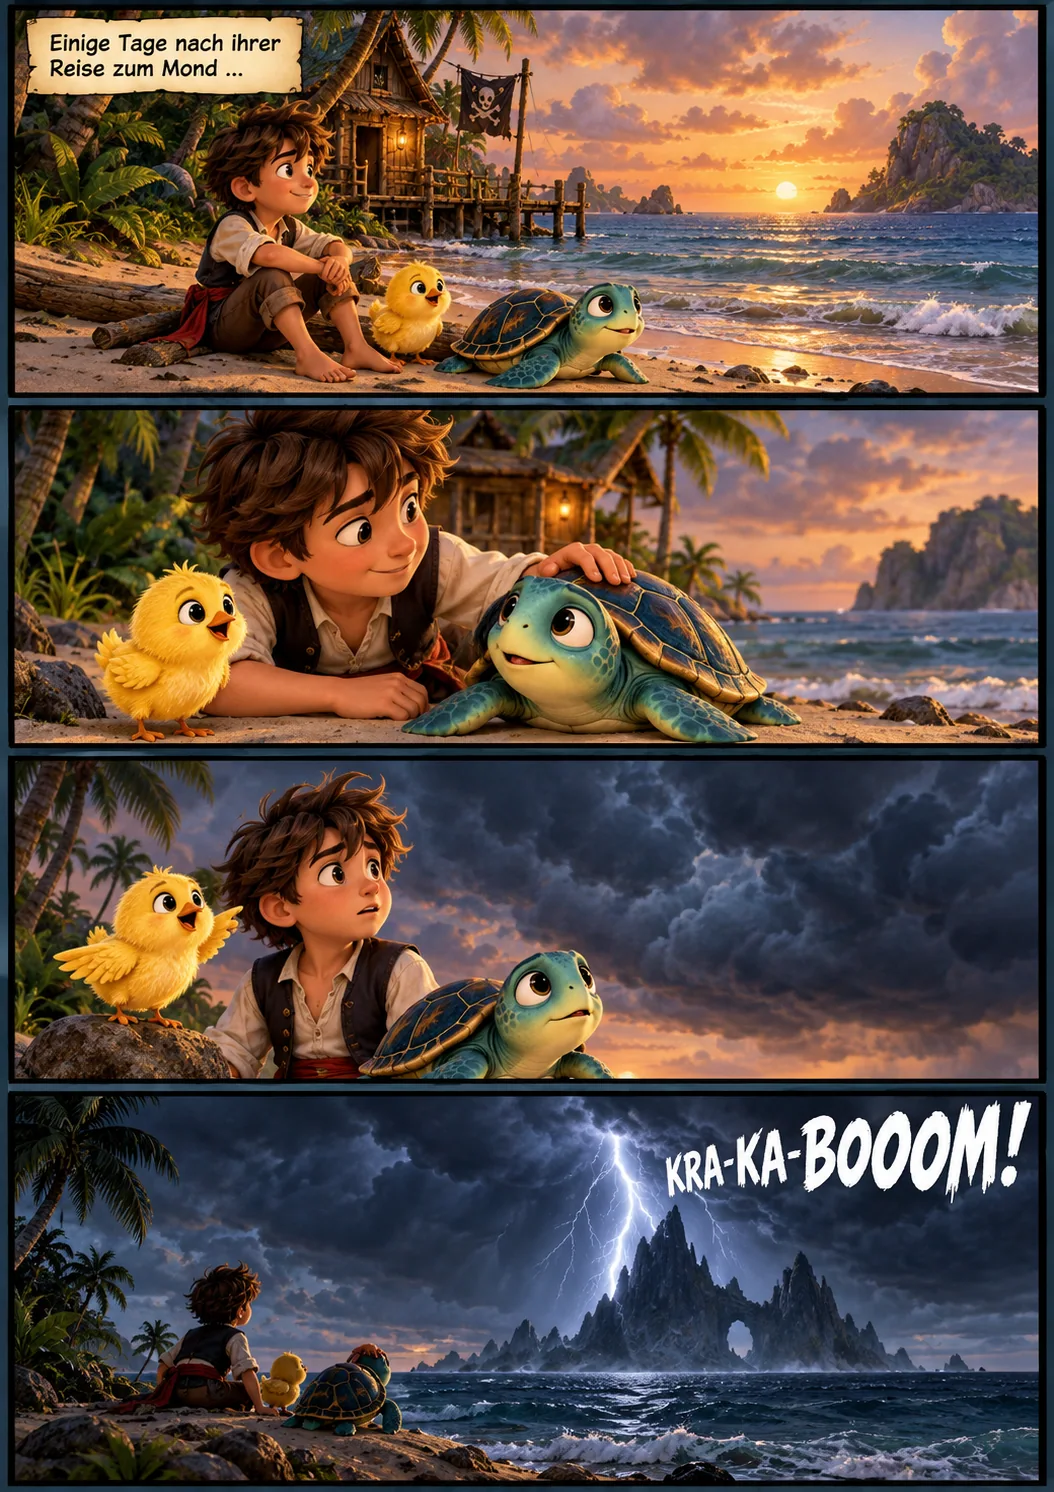 Einige Tage nach ihrer
Reise zum Mond ...
KRA-KA-BOOOM!